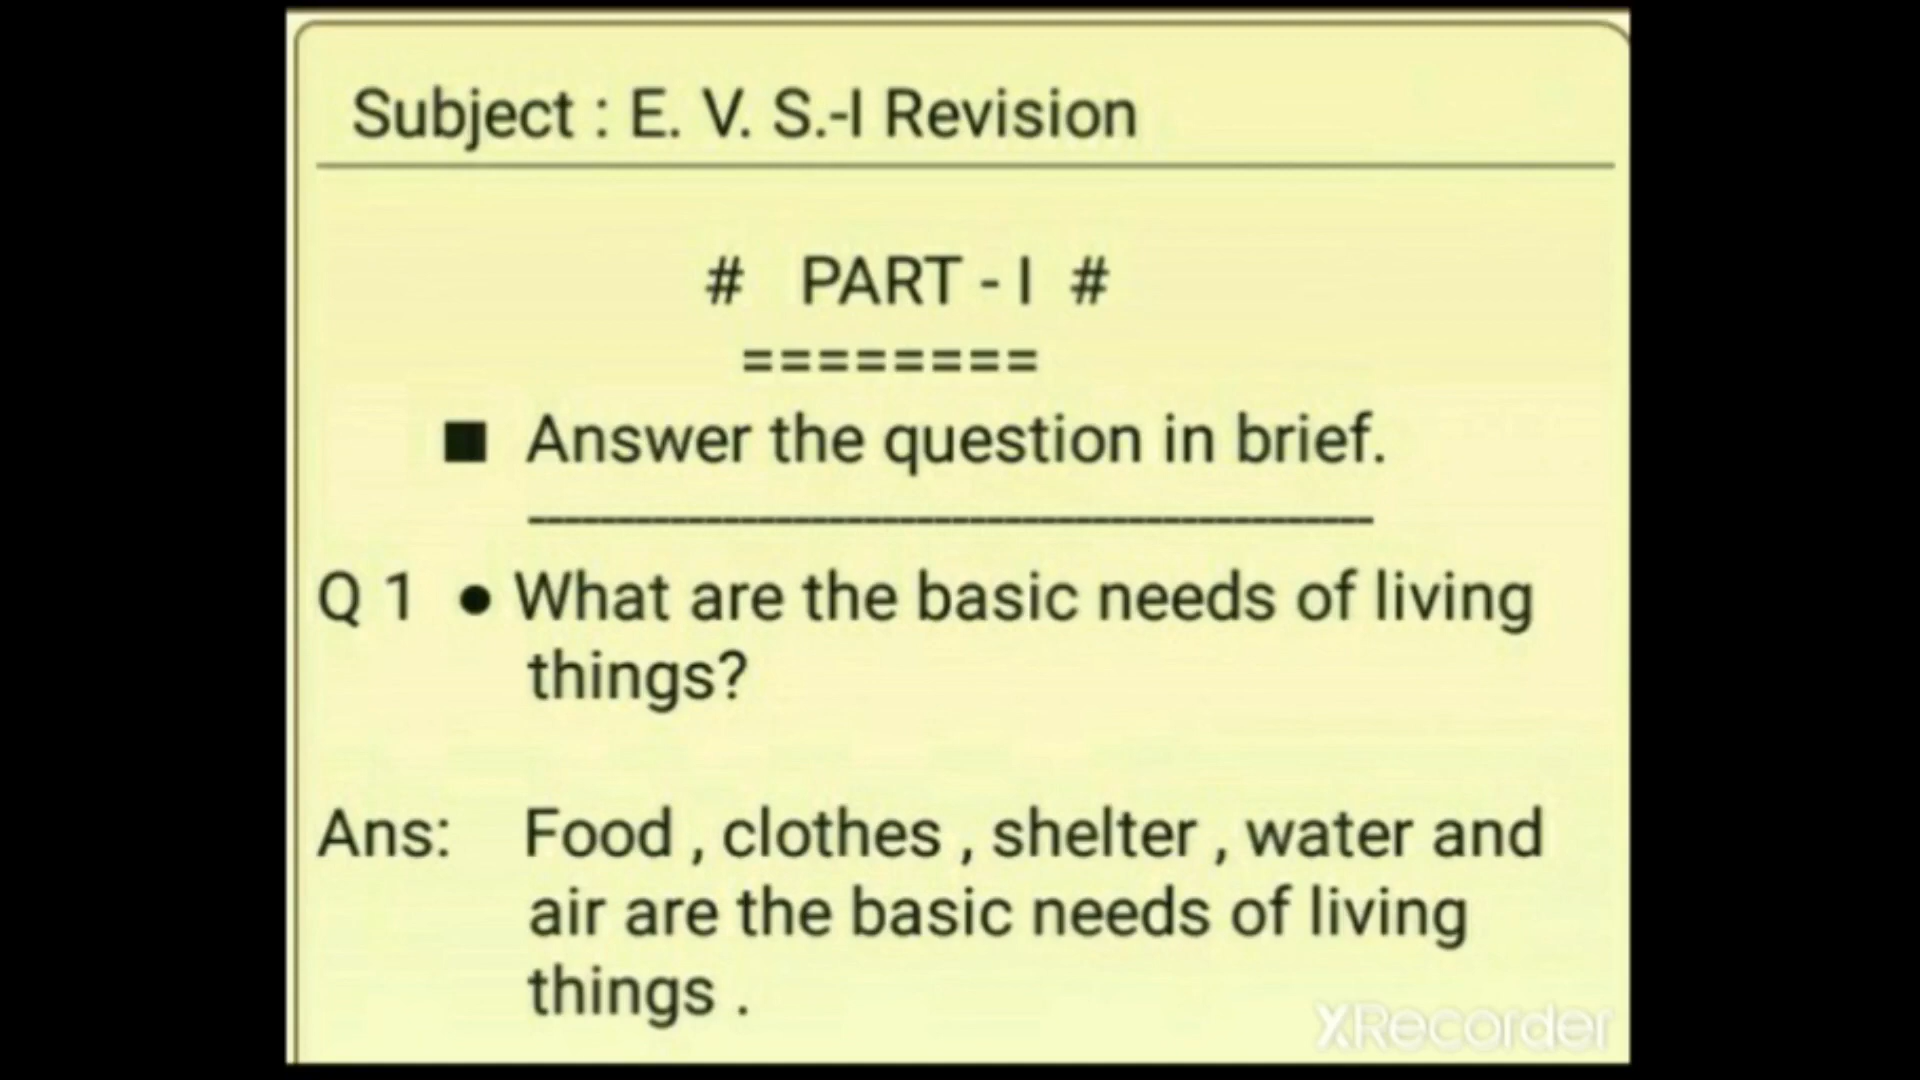 Subject : E. V. S.-I Revision
# PART - I #
========
■ Answer the question in brief.
------------------------------------------------
Q 1 ● What are the basic needs of living
things?
Ans: Food , clothes , shelter , water and
air are the basic needs of living
things .
XRecorder